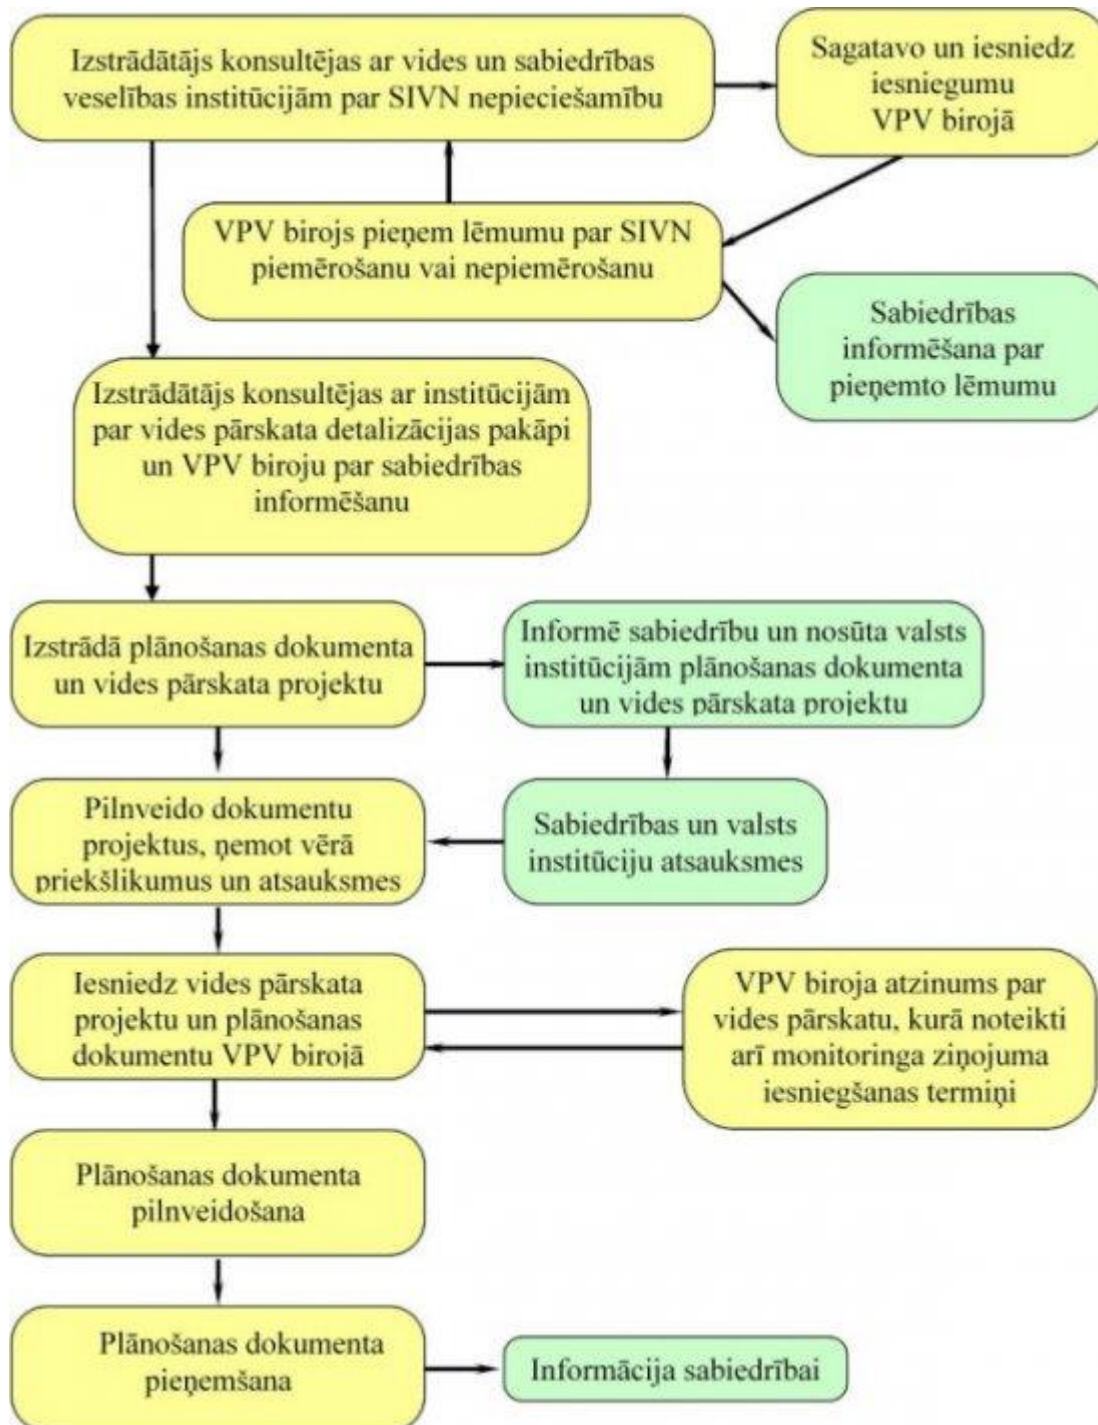 Izstrādātājs konsultējas ar vides un sabiedrības
veselības institūcijām par SIVN nepieciešamību
Sagatavo un iesniedz
iesniegumu
VPV birojā
VPV birojs pieņem lēmumu par SIVN
piemērošanu vai nepiemērošanu
Sabiedrības
informēšana par
pieņemto lēmumu
Izstrādātājs konsultējas ar institūcijām
par vides pārskata detalizācijas pakāpi
un VPV biroju par sabiedrības
informēšanu
Izstrādā plānošanas dokumenta
un vides pārskata projektu
Informē sabiedrību un nosūta valsts
institūcijām plānošanas dokumenta
un vides pārskata projektu
Pilnveido dokumentu
projektus, ņemot vērā
priekšlikumus un atsauksmes
Sabiedrības un valsts
institūciju atsauksmes
Iesniedz vides pārskata
projektu un plānošanas
dokumentu VPV birojā
VPV biroja atzinums par
vides pārskatu, kurā noteikti
arī monitoringa ziņojuma
iesniegšanas termiņi
Plānošanas dokumenta
pilnveidošana
Plānošanas dokumenta
pieņemšana
Informācija sabiedrībai